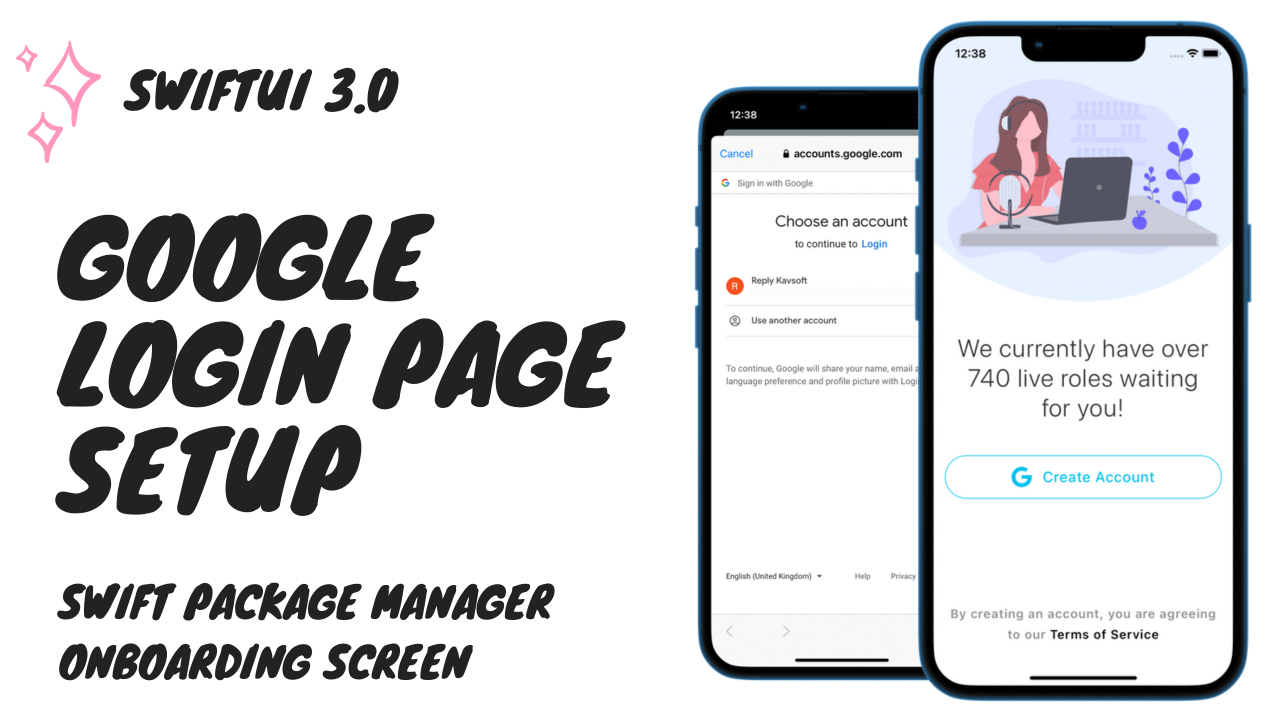 SWIFTUI 3.0
GOOGLE
LOGIN PAGE
SETUP
SWIFT PACKAGE MANAGER
ONBOARDING SCREEN
12:38
Cancel
accounts.google.com
Sign in with Google
Choose an account
to continue to Login
R
Reply Kavsoft
Use another account
To continue, Google will share your name, email a
language preference and profile picture with Logi
English (United Kingdom)
Help
Privacy
12:38
We currently have over
740 live roles waiting
for you!
G Create Account
By creating an account, you are agreeing
to our Terms of Service